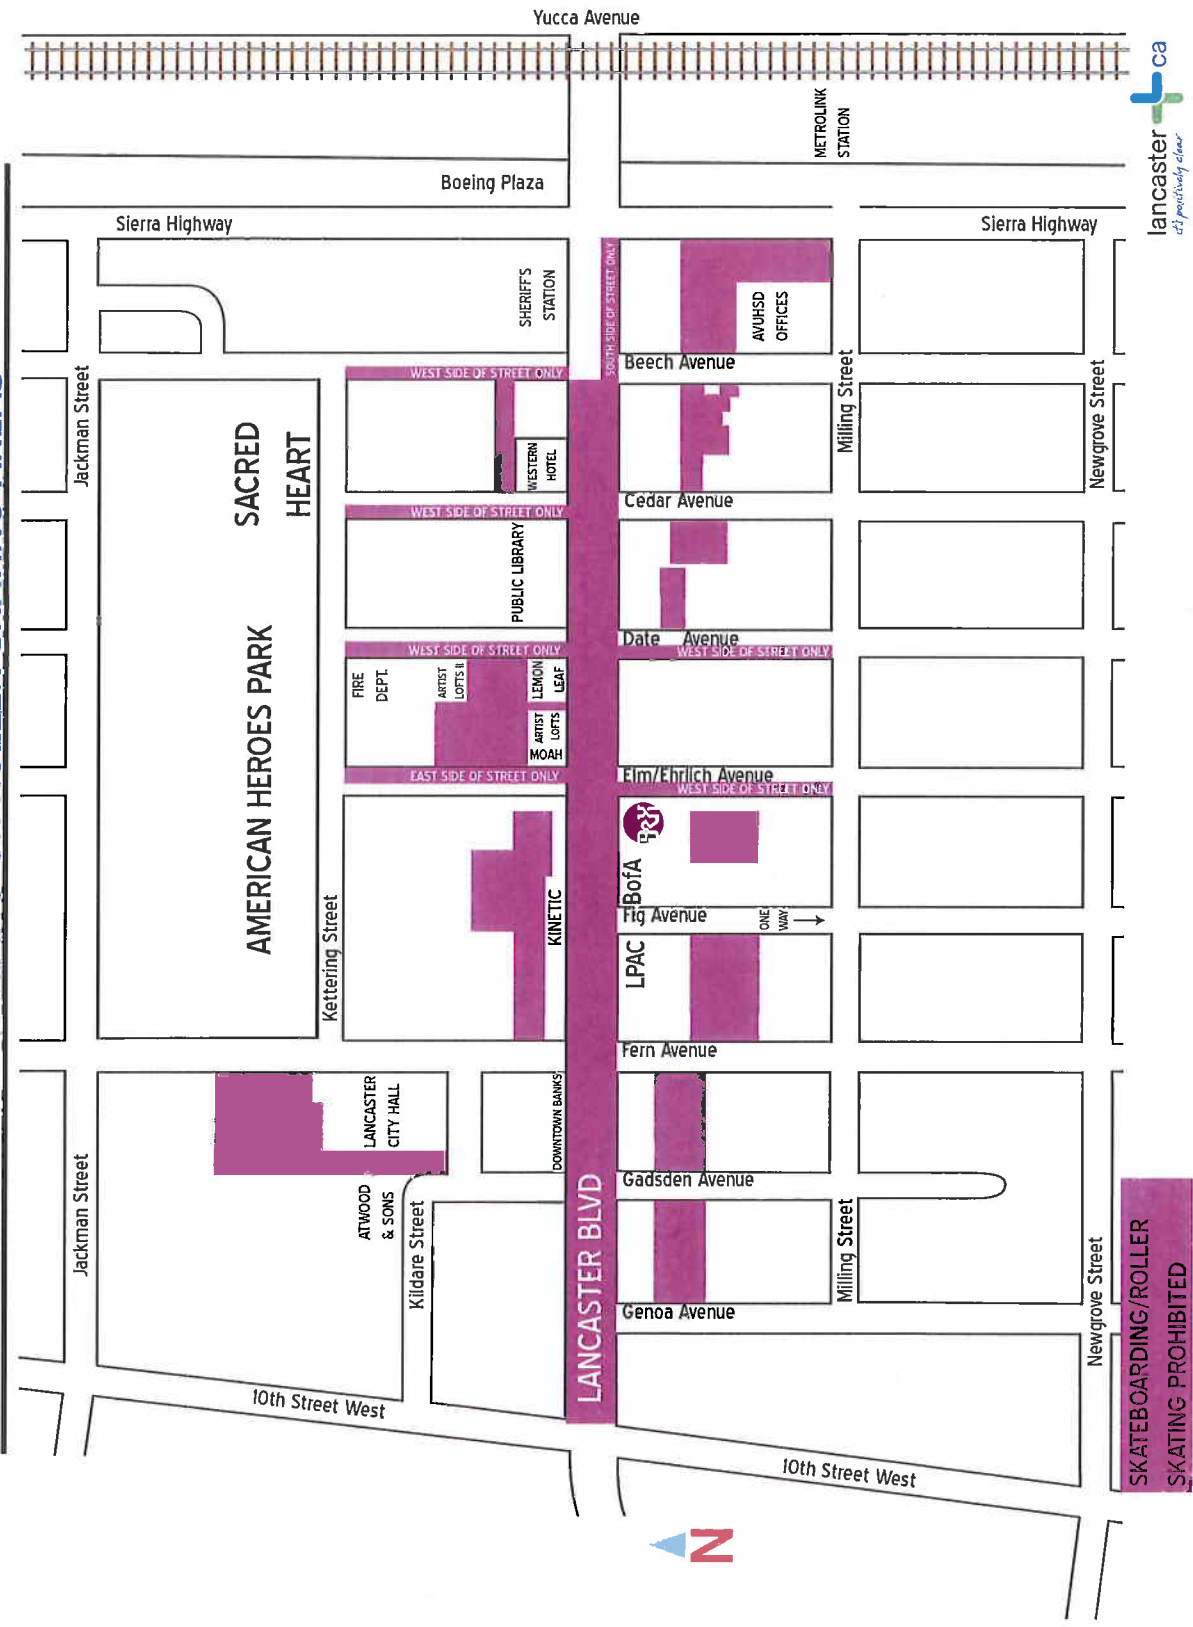 Yucca Avenue
METROLINK
STATION
Boeing Plaza
Sierra Highway
Sierra Highway
lancaster
ca
it's positively clear
SHERIFF'S
STATION
SOUTH SIDE OF STREET ONLY
AVUHSD
OFFICES
Beech Avenue
WEST SIDE OF STREET ONLY
Jackman Street
SACRED
HEART
WESTERN
HOTEL
Milling Street
Newgrove Street
Cedar Avenue
WEST SIDE OF STREET ONLY
PUBLIC LIBRARY
Date Avenue
WEST SIDE OF STREET ONLY
WEST SIDE OF STREET ONLY
AMERICAN HEROES PARK
FIRE
DEPT.
ARTIST
LOFTS II
LEMON
LEAF
ARTIST
LOFTS
MOAH
EAST SIDE OF STREET ONLY
Elm/Ehrlich Avenue
WEST SIDE OF STREET ONLY
BofA
KINETIC
Fig Avenue
ONE
WAY
LPAC
Kettering Street
Fern Avenue
LANCASTER
CITY HALL
DOWNTOWN BANKS
Gadsden Avenue
ATWOOD
& SONS
Jackman Street
Kildare Street
LANCASTER BLVD
Milling Street
Newgrove Street
Genoa Avenue
10th Street West
10th Street West
SKATEBOARDING/ROLLER
SKATING PROHIBITED
N